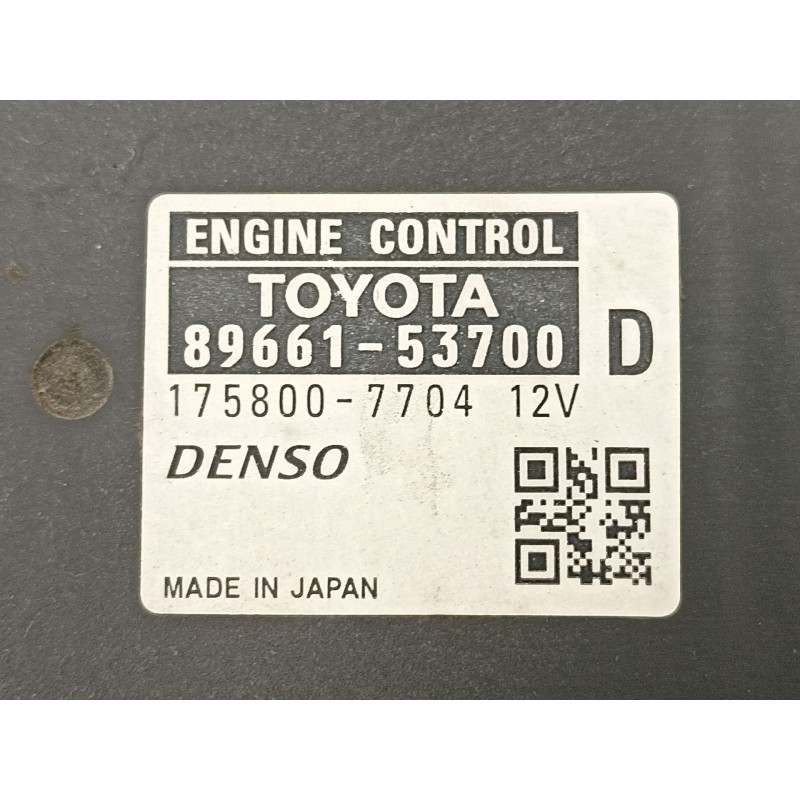 ENGINE CONTROL
TOYOTA
89661-53700 D
175800-7704 12V
DENSO
MADE IN JAPAN